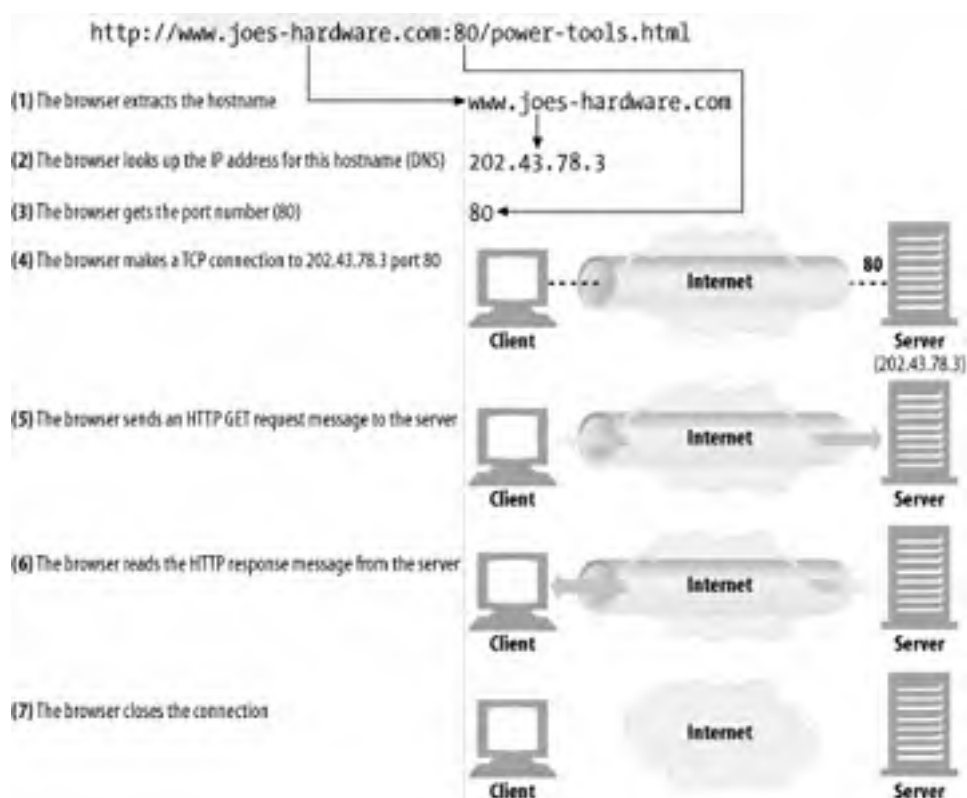 http://www.joes-hardware.com:80/power-tools.html
(1) The browser extracts the hostname
www.joes-hardware.com
(2) The browser looks up the IP address for this hostname (DNS)
202.43.78.3
(3) The browser gets the port number (80)
80
(4) The browser makes a TCP connection to 202.43.78.3 port 80
Internet
80
Client
Server
(202.43.78.3)
(5) The browser sends an HTTP GET request message to the server
Internet
Client
Server
(6) The browser reads the HTTP response message from the server
Internet
Client
Server
(7) The browser closes the connection
Internet
Client
Server